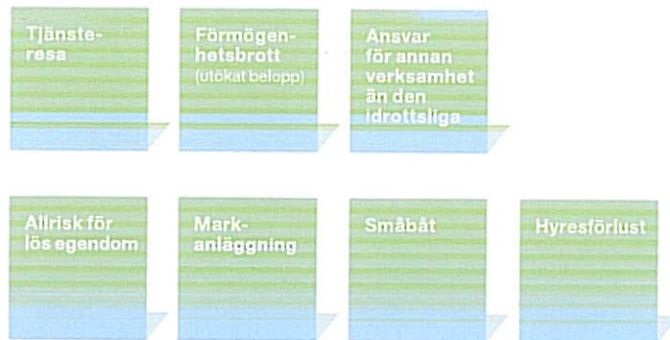 Tjänste-
resa
Förmögen-
hetsbrott
(utökat belopp)
Ansvar
för annan
verksamhet
än den
idrottsliga
Allrisk för
lös egendom
Mark-
anläggning
Småbåt
Hyresförlust